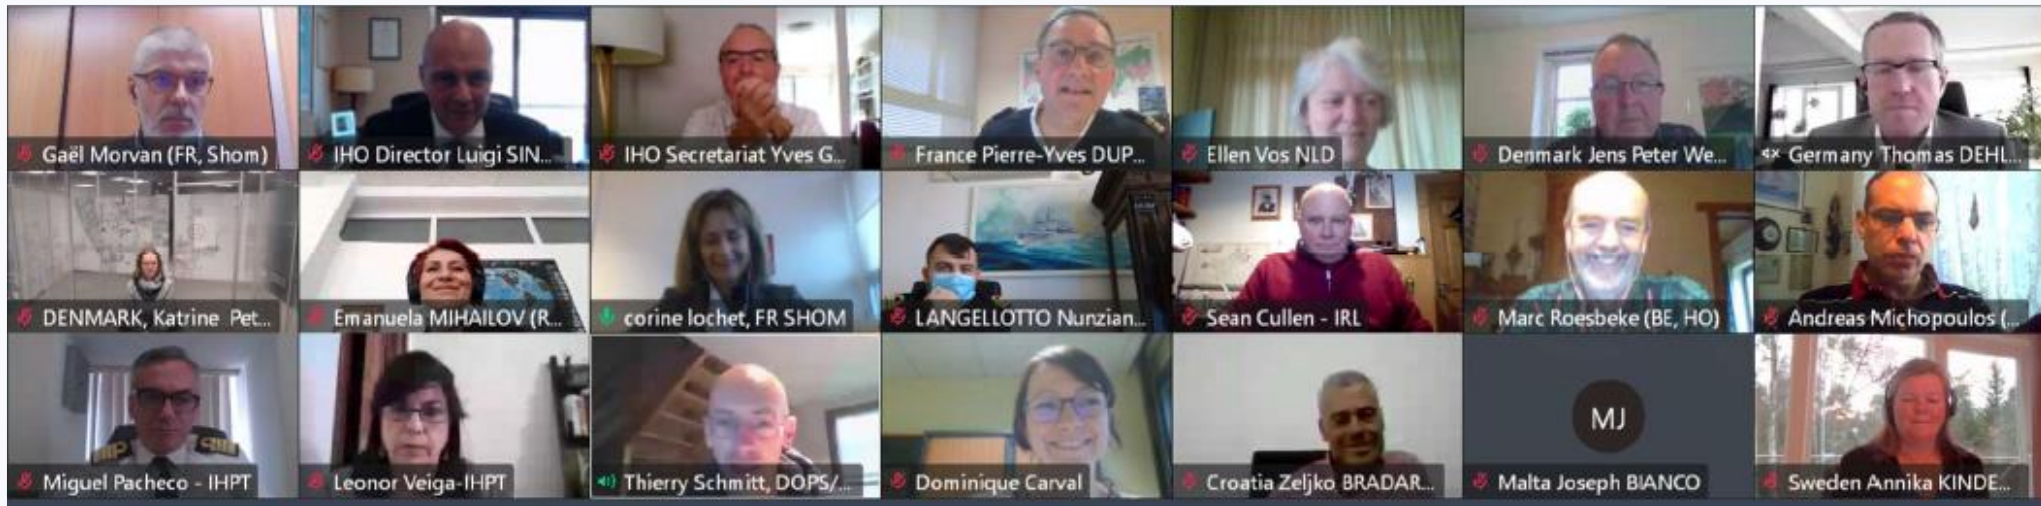 Gaël Morvan (FR, Shom)
IHO Director Luigi SIN...
IHO Secretariat Yves G...
France Pierre-Yves DUP...
Ellen Vos NLD
Denmark Jens Peter We...
Germany Thomas DEHL...
DENMARK, Katrine Pet...
Emanuela MIHAILOV (R...
corine lochet, FR SHOM
LANGELLOTTO Nunzian...
Sean Cullen - IRL
Marc Roesbeke (BE, HO)
Andreas Michopoulos (...
Miguel Pacheco - IHPT
Leonor Veiga-IHPT
Thierry Schmitt, DOPS/...
Dominique Carval
Croatia Zeljko BRADAR...
MJ
Malta Joseph BIANCO
Sweden Annika KINDE...